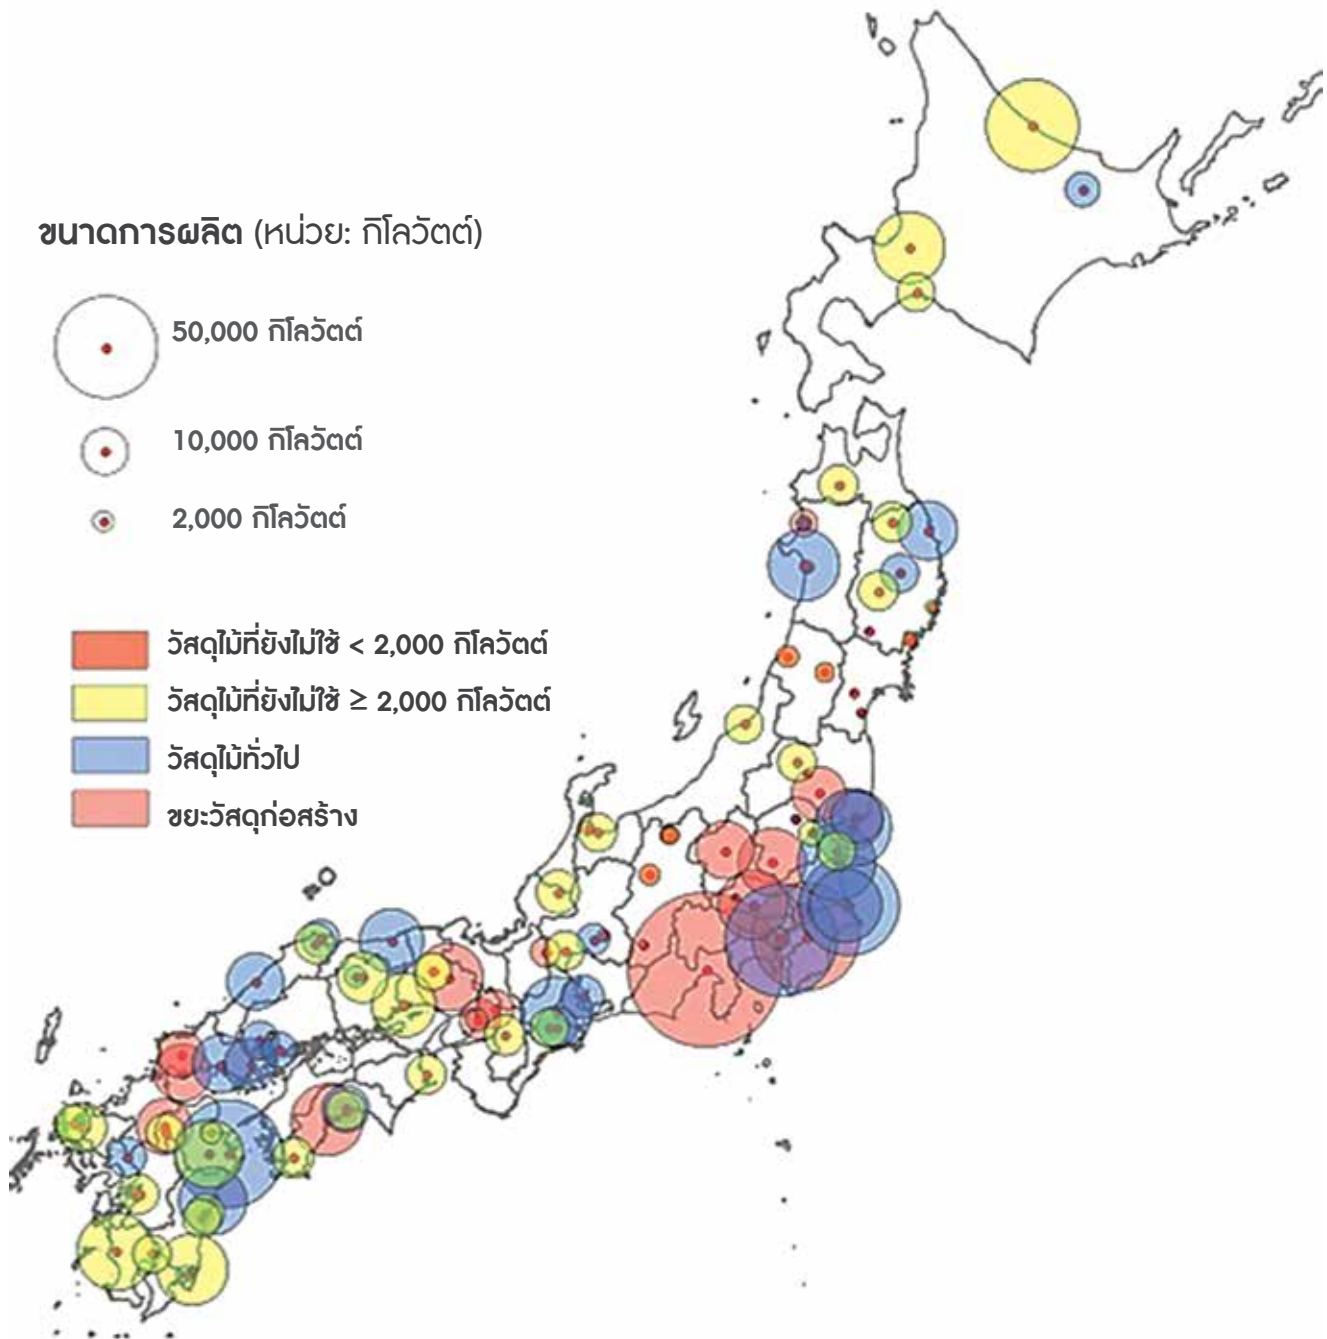 ขนาดการผลิต (หน่วย: กิโลวัตต์)
50,000 กิโลวัตต์
10,000 กิโลวัตต์
2,000 กิโลวัตต์
วัสดุไม้ที่ยังไม่ใช้ < 2,000 กิโลวัตต์
วัสดุไม้ที่ยังไม่ใช้ ≥ 2,000 กิโลวัตต์
วัสดุไม้ทั่วไป
ขยะวัสดุก่อสร้าง